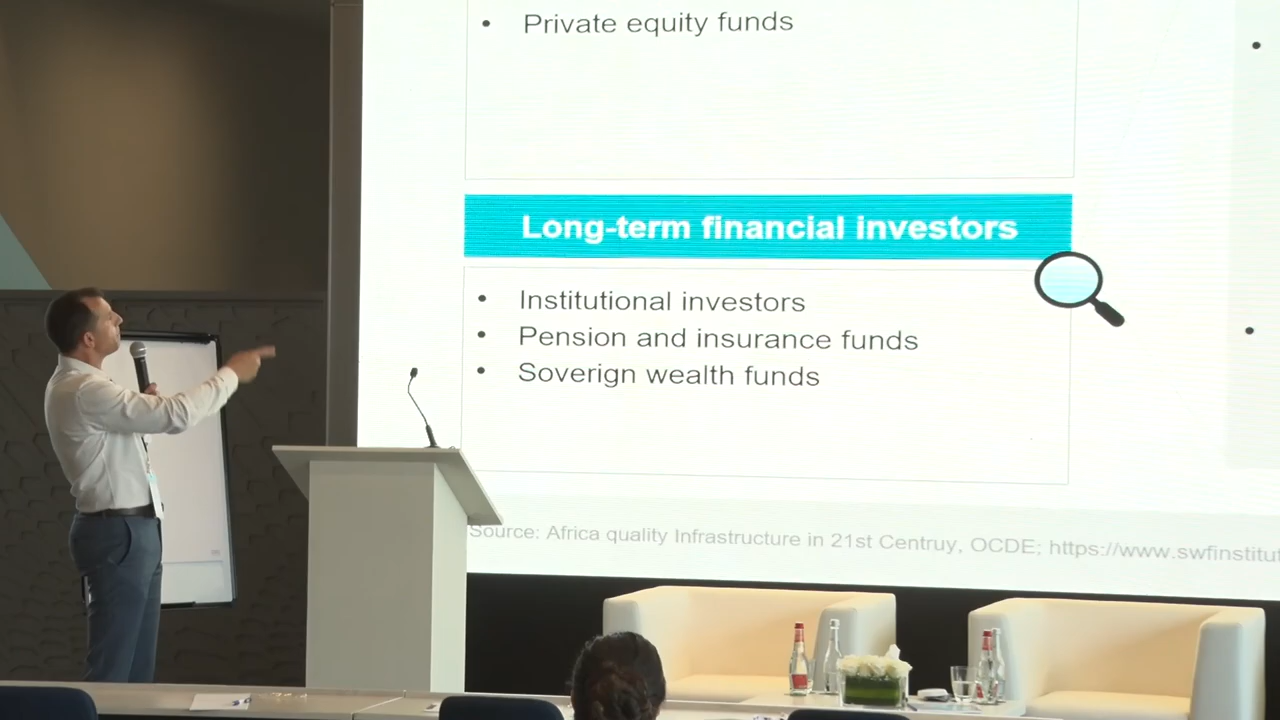 • Private equity funds
Long-term financial investors
• Institutional investors
• Pension and insurance funds
• Soverign wealth funds
Source: Africa quality Infrastructure in 21st Centruy, OCDE; https://www.swfinstitut